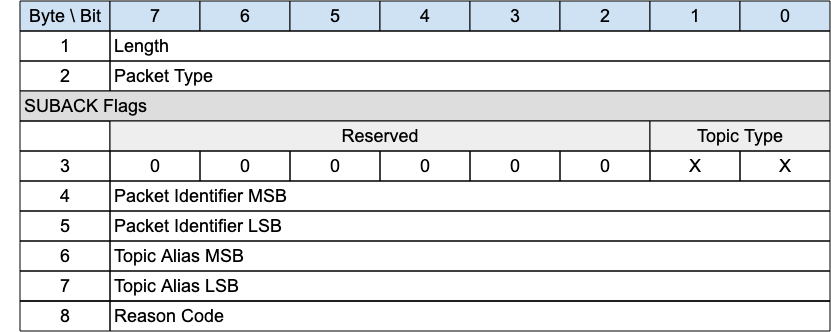 Byte \ Bit 7 6 5 4 3 2 1 0
1 Length
2 Packet Type
SUBACK Flags
Reserved Topic Type
3 0 0 0 0 0 0 X X
4 Packet Identifier MSB
5 Packet Identifier LSB
6 Topic Alias MSB
7 Topic Alias LSB
8 Reason Code